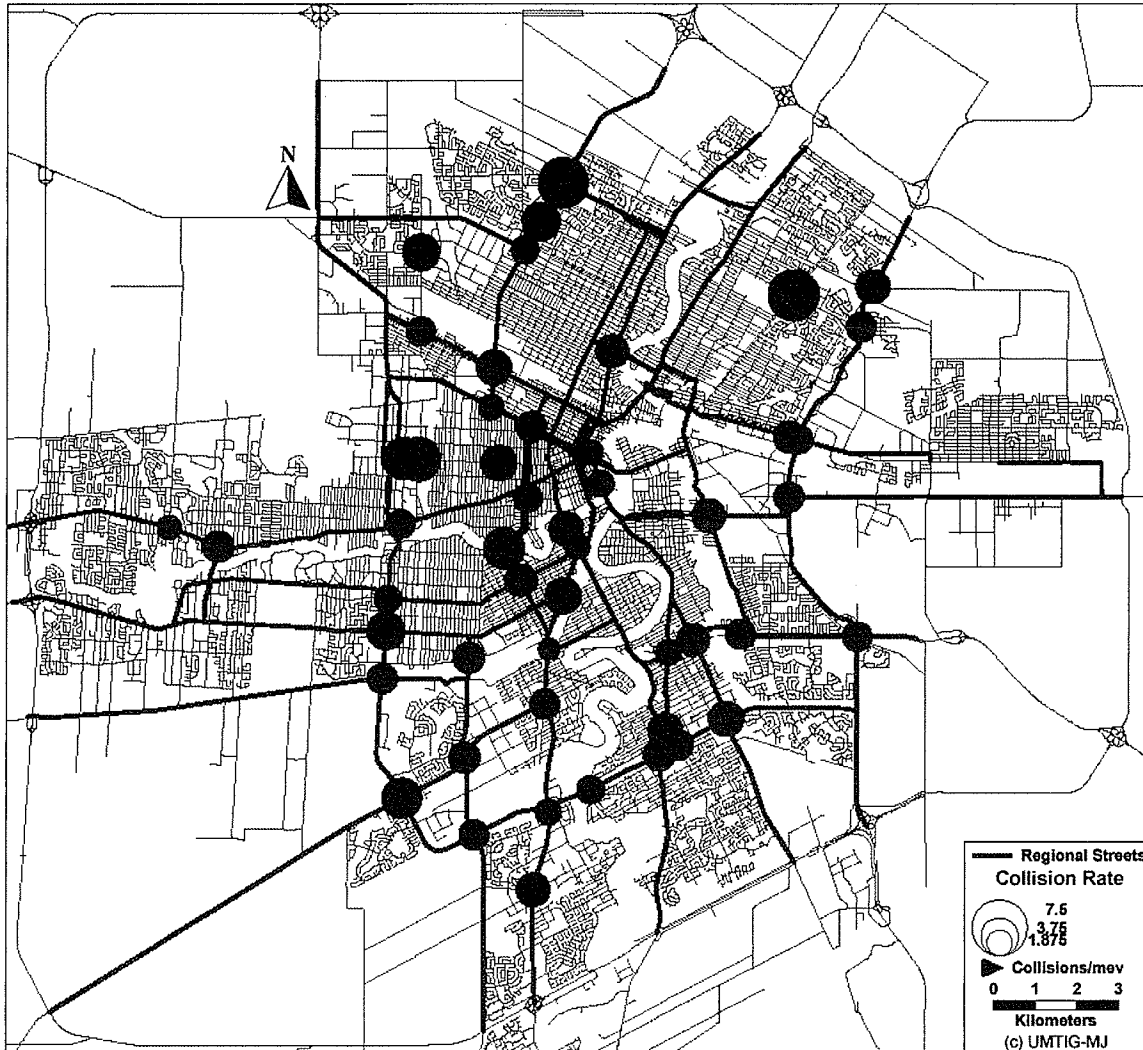 N
Regional Streets
Collision Rate
7.5
3.75
1.875
Collisions/mev
0 1 2 3
Kilometers
(c) UMTIG-MJ